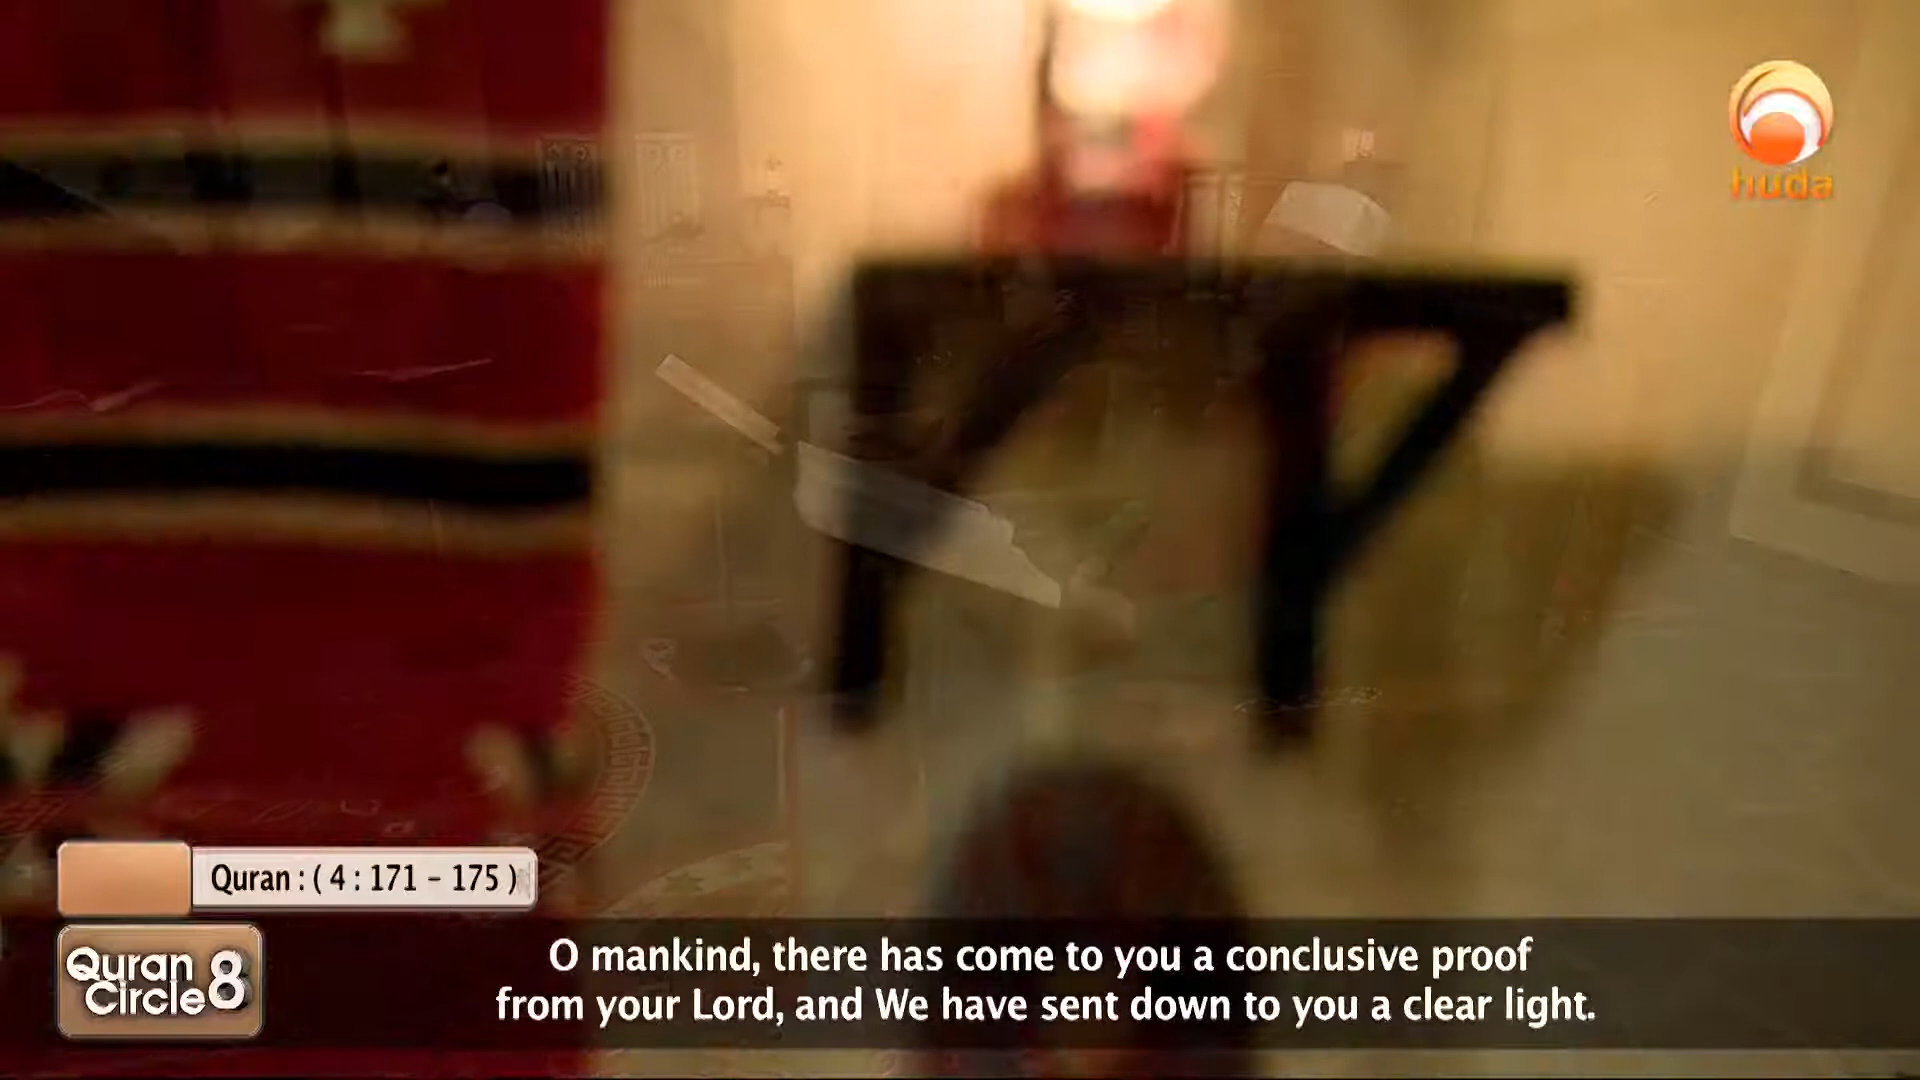 huda
Quran : ( 4 : 171 - 175 )
Quran
Circle 8
O mankind, there has come to you a conclusive proof
from your Lord, and We have sent down to you a clear light.